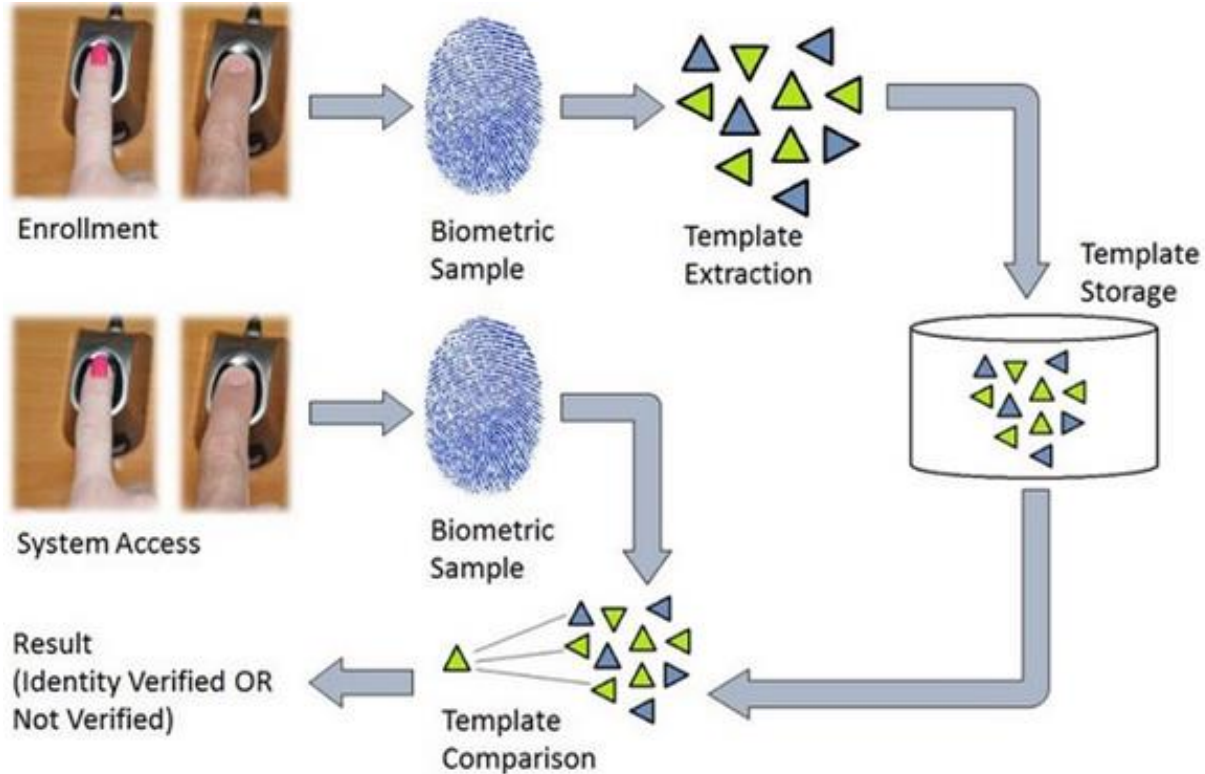 Enrollment
Biometric
Sample
Template
Extraction
Template
Storage
System Access
Biometric
Sample
Result
(Identity Verified OR
Not Verified)
Template
Comparison